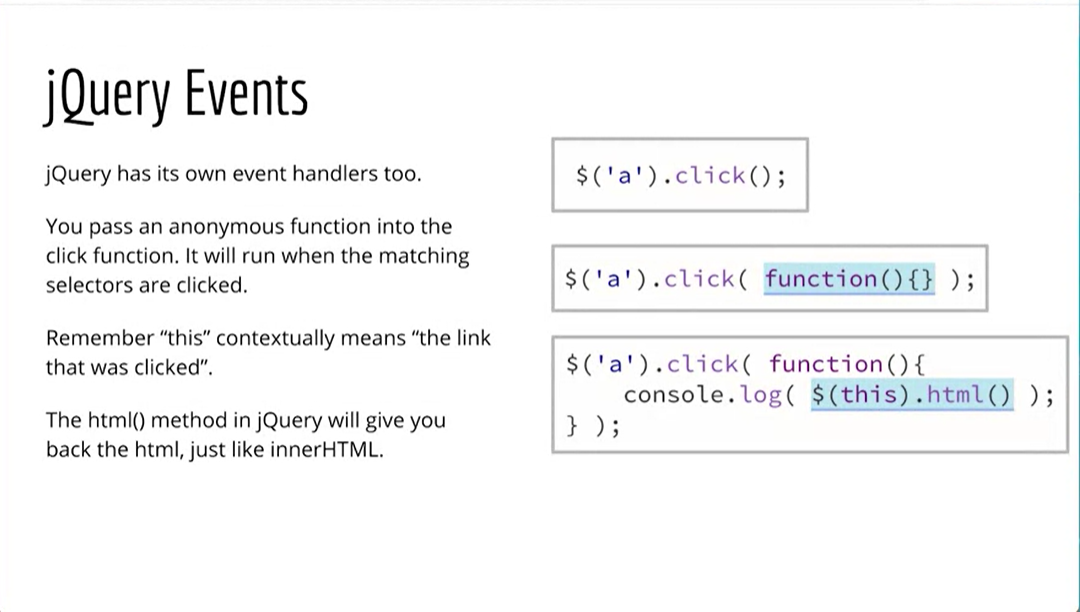 jQuery Events
jQuery has its own event handlers too.
You pass an anonymous function into the
click function. It will run when the matching
selectors are clicked.
Remember “this” contextually means “the link
that was clicked”.
The html() method in jQuery will give you
back the html, just like innerHTML.
$('a').click();
$('a').click( function(){} );
$('a').click( function(){
    console.log( $(this).html() );
} );